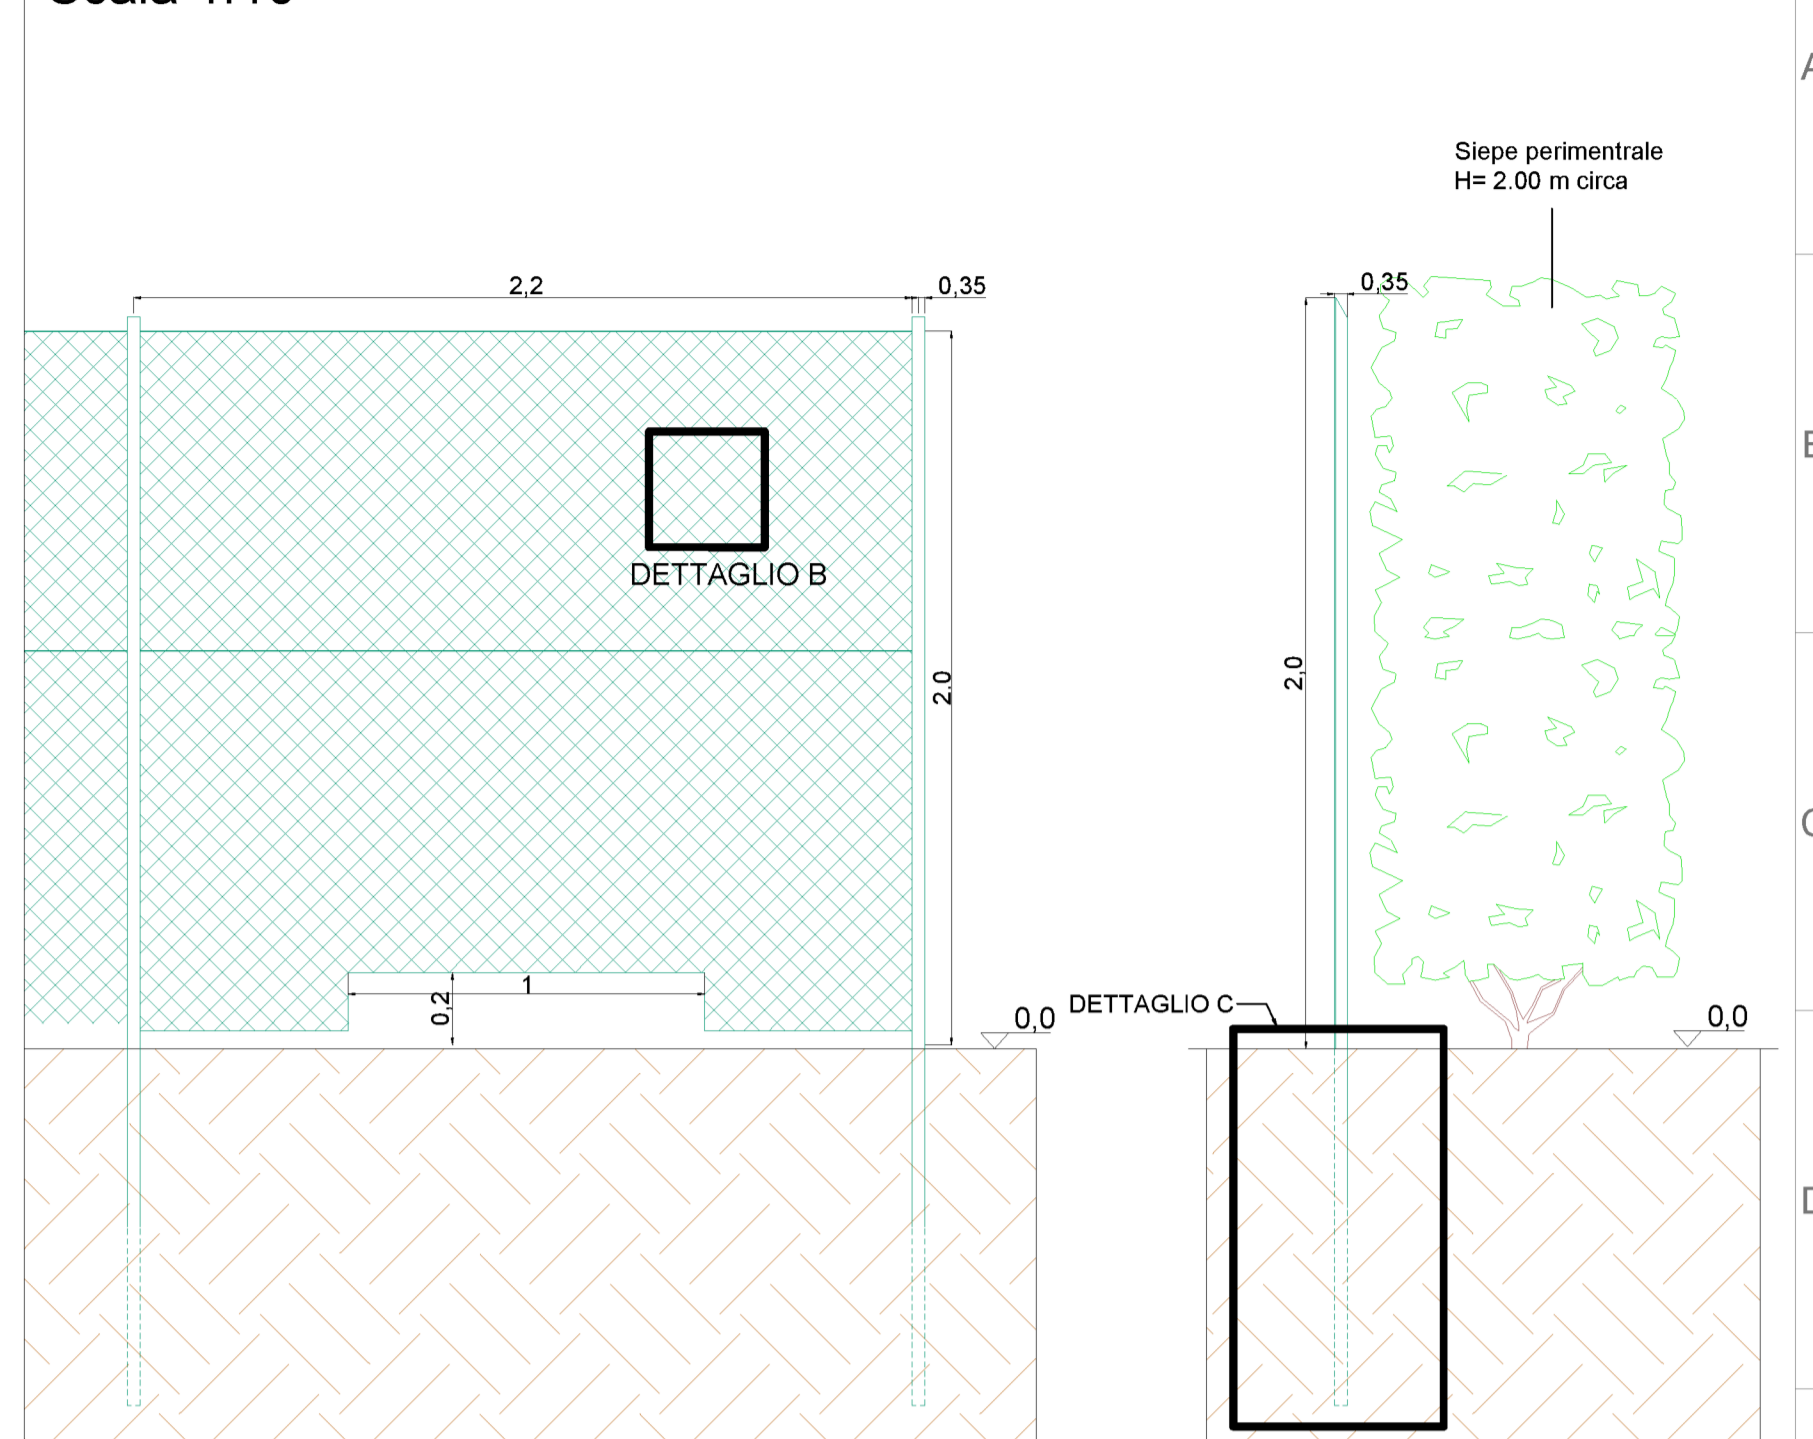 Siepe perimentrale
H= 2.00 m circa
2,2
0,35
0,35
DETTAGLIO B
2.0
2,0
0,2
1
0,0
DETTAGLIO C
0,0